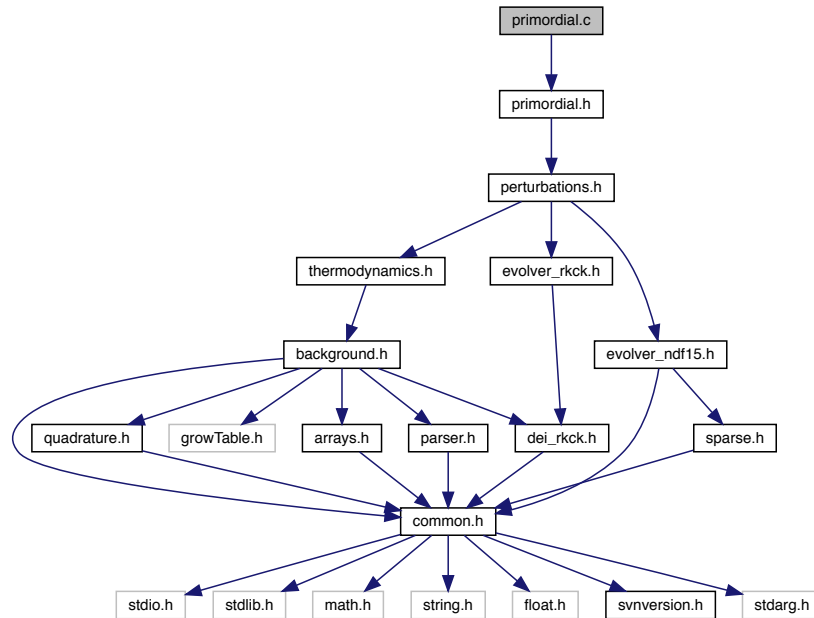 primordial.c
primordial.h
perturbations.h
thermodynamics.h
evolver_rkck.h
background.h
evolver_ndf15.h
quadrature.h
growTable.h
arrays.h
parser.h
dei_rkck.h
sparse.h
common.h
stdio.h
stdlib.h
math.h
string.h
float.h
svnversion.h
stdarg.h